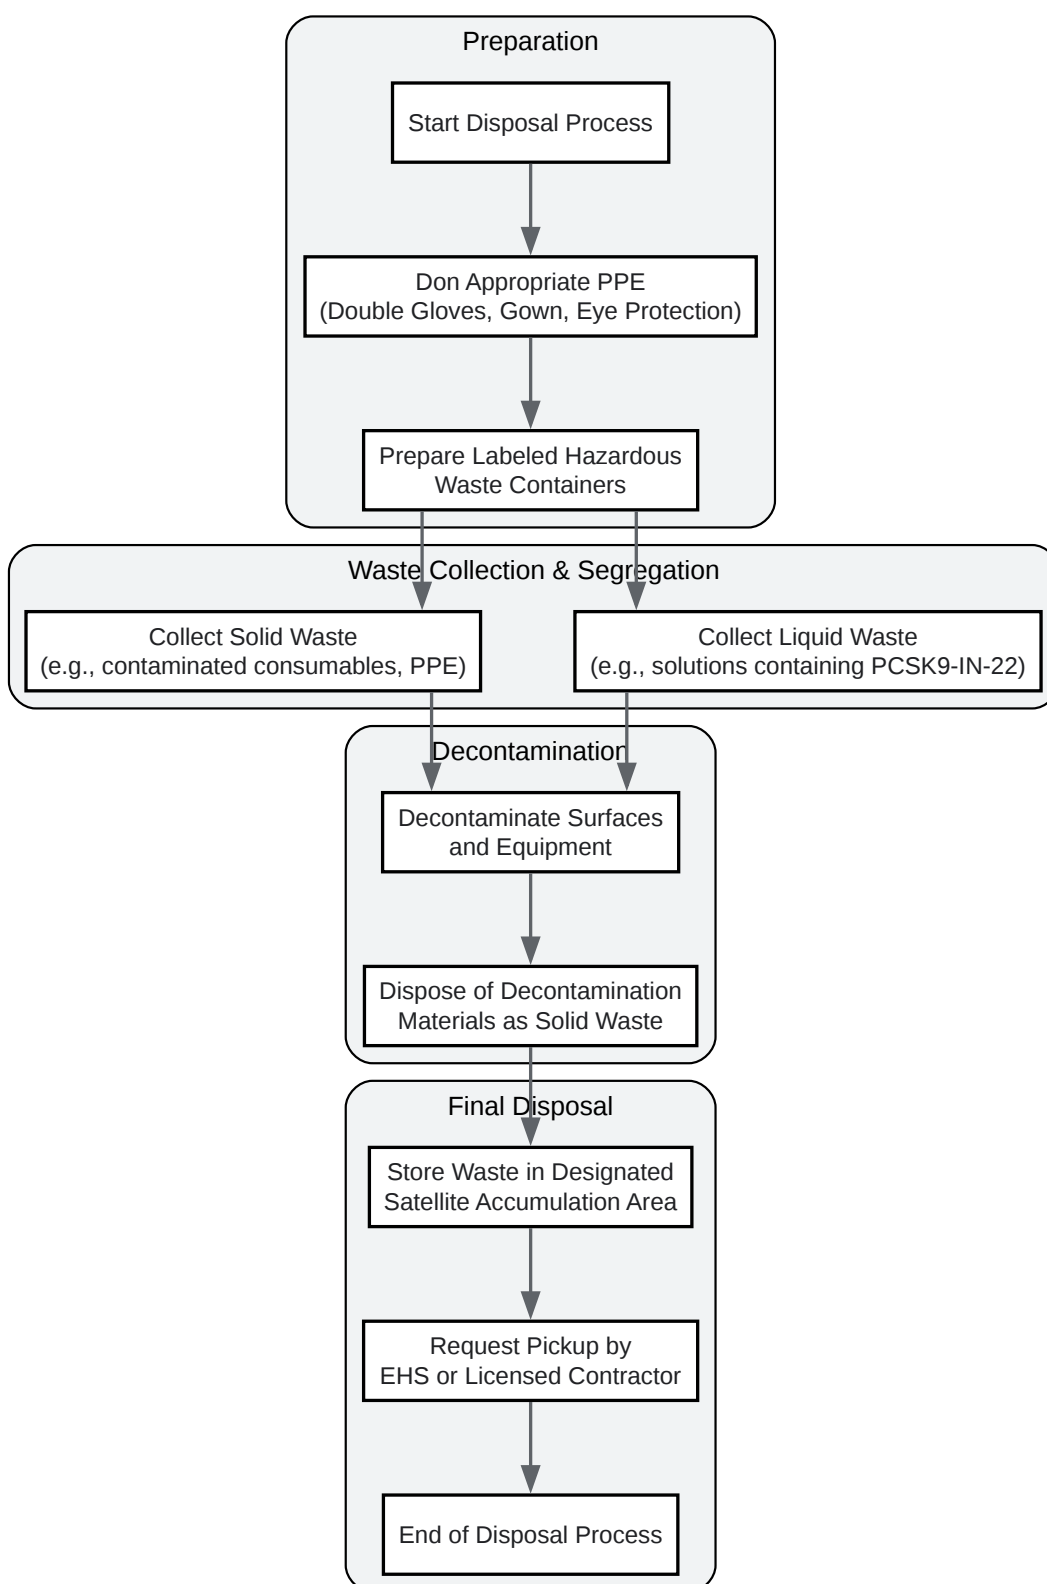 Preparation
Start Disposal Process
Don Appropriate PPE
(Double Gloves, Gown, Eye Protection)
Prepare Labeled Hazardous
Waste Containers
Waste Collection & Segregation
Collect Solid Waste
(e.g., contaminated consumables, PPE)
Collect Liquid Waste
(e.g., solutions containing PCSK9-IN-22)
Decontamination
Decontaminate Surfaces
and Equipment
Dispose of Decontamination
Materials as Solid Waste
Final Disposal
Store Waste in Designated
Satellite Accumulation Area
Request Pickup by
EHS or Licensed Contractor
End of Disposal Process